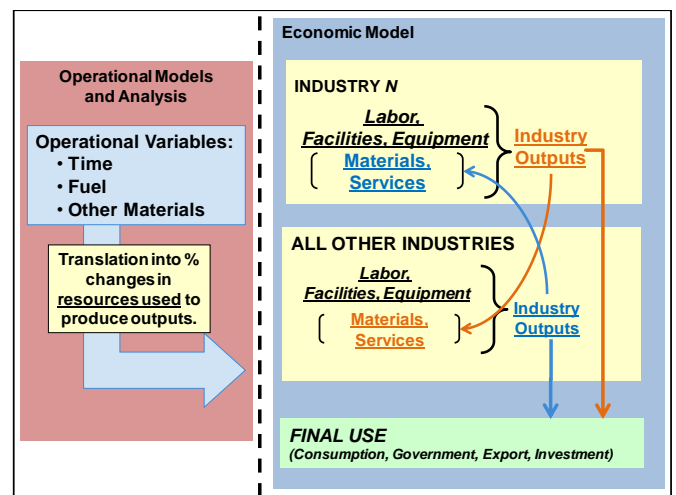 Operational Models
and Analysis
Operational Variables:
• Time
• Fuel
• Other Materials
Translation into %
changes in
resources used to
produce outputs.
Economic Model
INDUSTRY N
Labor,
Facilities, Equipment
Materials,
Services
Industry
Outputs
ALL OTHER INDUSTRIES
Labor,
Facilities, Equipment
Materials,
Services
Industry
Outputs
FINAL USE
(Consumption, Government, Export, Investment)